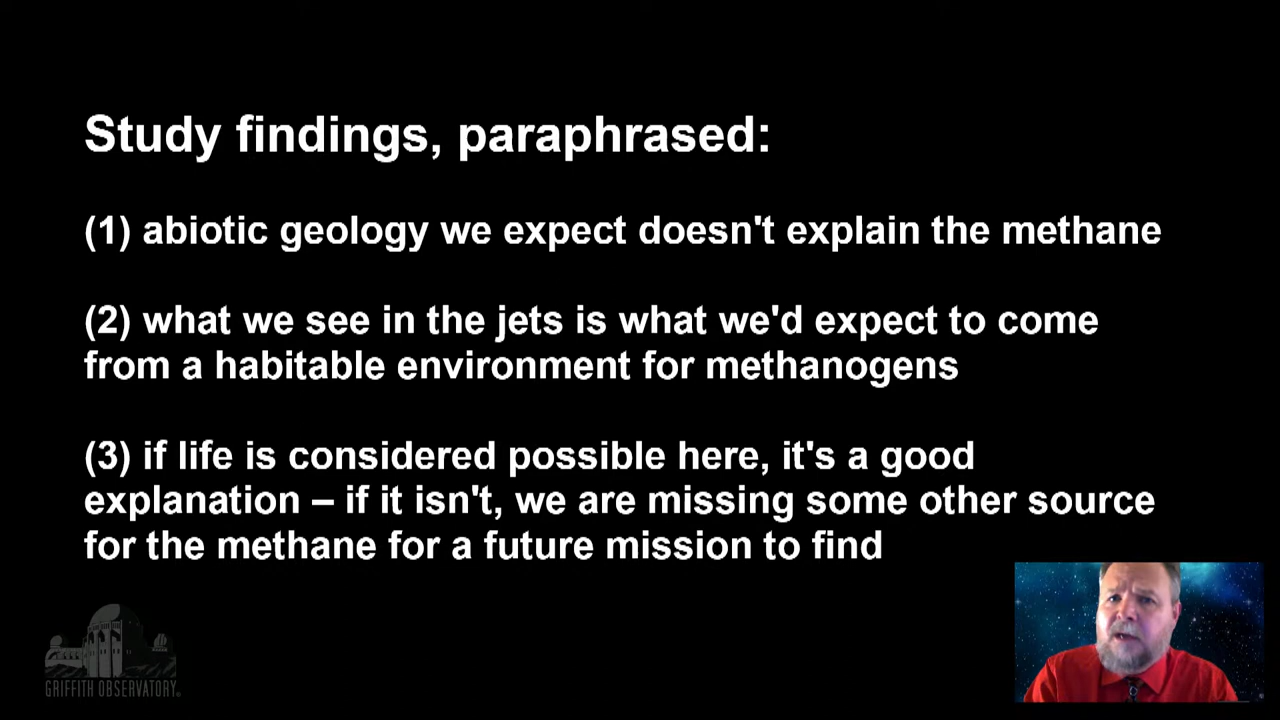 Study findings, paraphrased:
(1) abiotic geology we expect doesn't explain the methane
(2) what we see in the jets is what we'd expect to come
from a habitable environment for methanogens
(3) if life is considered possible here, it's a good
explanation – if it isn't, we are missing some other source
for the methane for a future mission to find
GRIFFITH OBSERVATORY